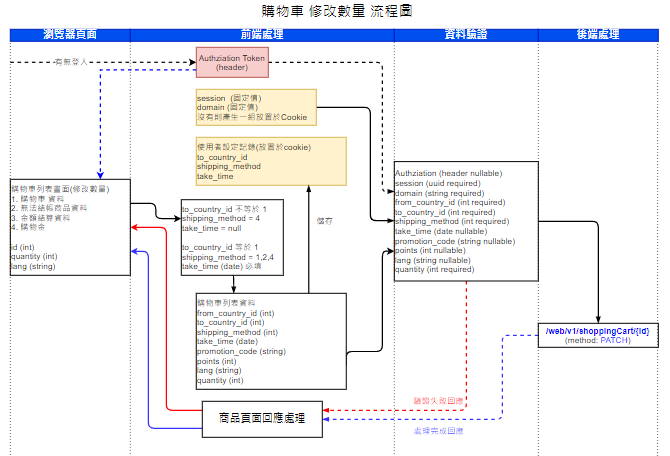 購物車 修改數量 流程圖
瀏覽器頁面
前端處理
資料驗證
後端處理
有無登入
Authziation Token
(header)
session (固定值)
domain (固定值)
沒有則產生一組放置於Cookie
使用者設定記錄(放置於cookie)
to_country_id
shipping_method
take_time
購物車列表畫面(修改數量)
1. 購物車 資料
2. 無法結帳商品資料
3. 金額結算資料
4. 購物金
id (int)
quantity (int)
lang (string)
to_country_id 不等於 1
shipping_method = 4
take_time = null
to_country_id 等於 1
shipping_method = 1,2,4
take_time (date) 必填
儲存
購物車列表資料
from_country_id (int)
to_country_id (int)
shipping_method (int)
take_time (date)
promotion_code (string)
points (int)
lang (string)
quantity (int)
Authziation (header nullable)
session (uuid required)
domain (string required)
from_country_id (int required)
to_country_id (int required)
shipping_method (int required)
take_time (date nullable)
promotion_code (string nullable)
points (int nullable)
lang (string nullable)
quantity (int required)
/web/v1/shoppingCart/{id}
(method: PATCH)
驗證失敗回應
商品頁面回應處理
處理完成回應